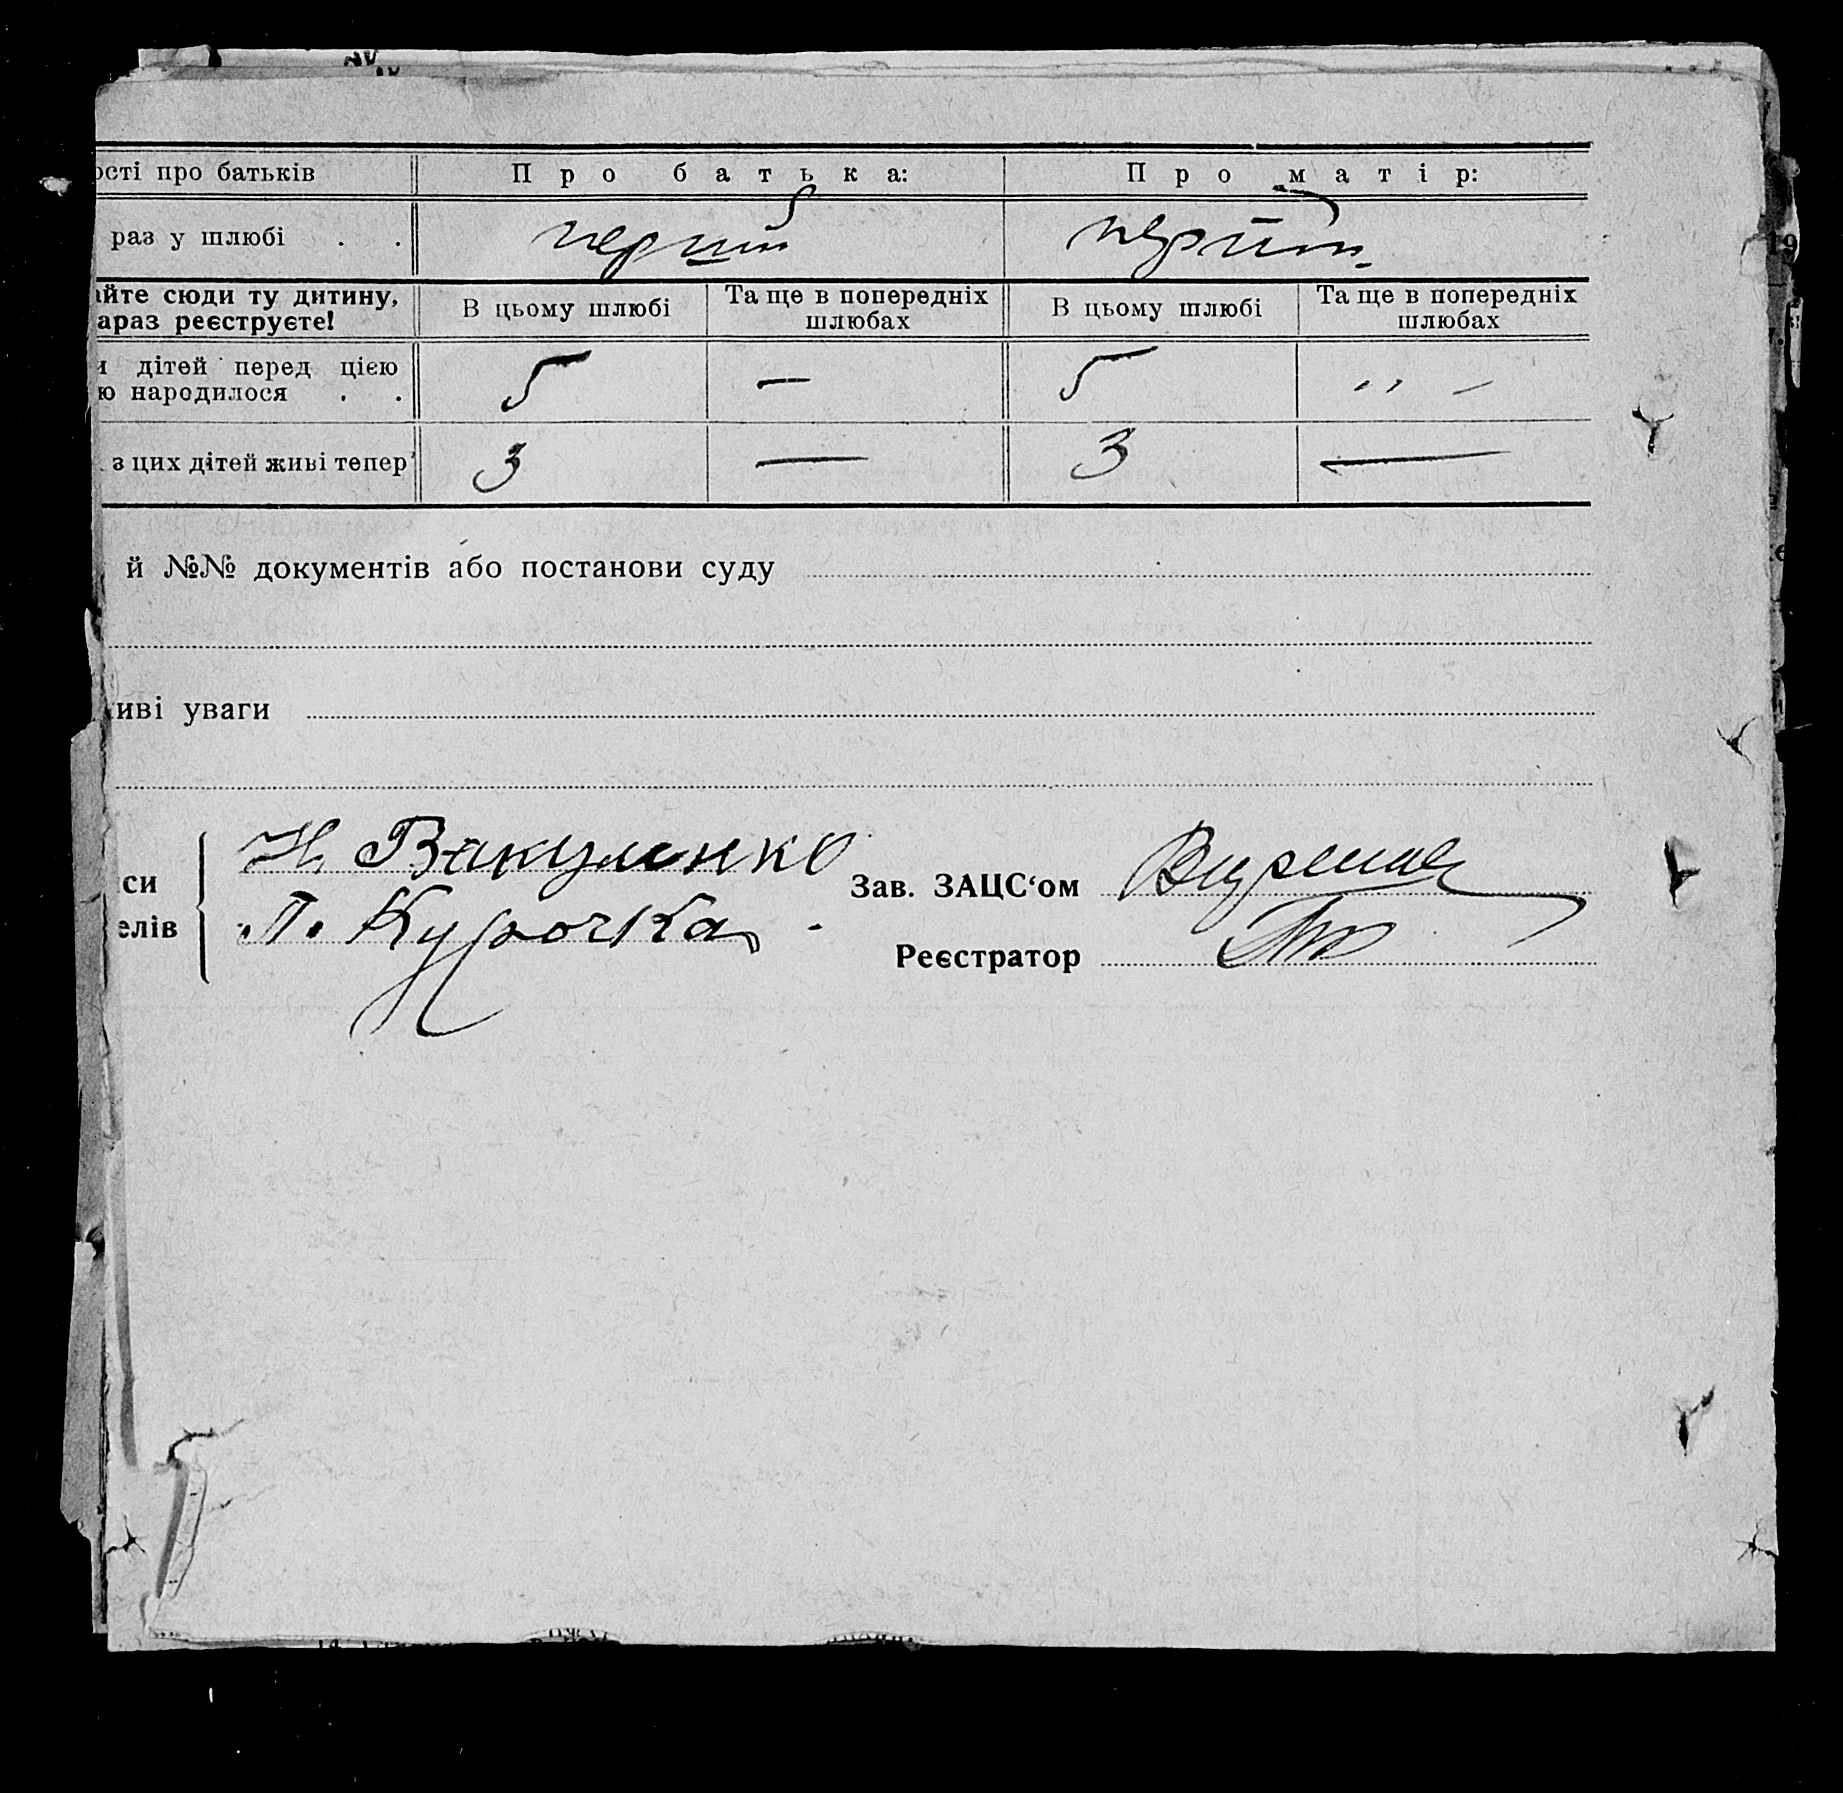 ості про батьків П р о б а т ь к а: П р о м а т і р:
раз у шлюбі . . перший перший
айте сюди ту дитину, В цьому шлюбі Та ще в попередніх В цьому шлюбі Та ще в попередніх
араз реєструєте! шлюбах шлюбах
и дітей перед цією 5 — 5 ,, —
ю народилося . .
з цих дітей живі тепер 3 — 3 —
й №№ документів або постанови суду
иві уваги
Н. Вакуленко
си Зав. ЗАЦС‘ом
елів П. Курочка
Реєстратор